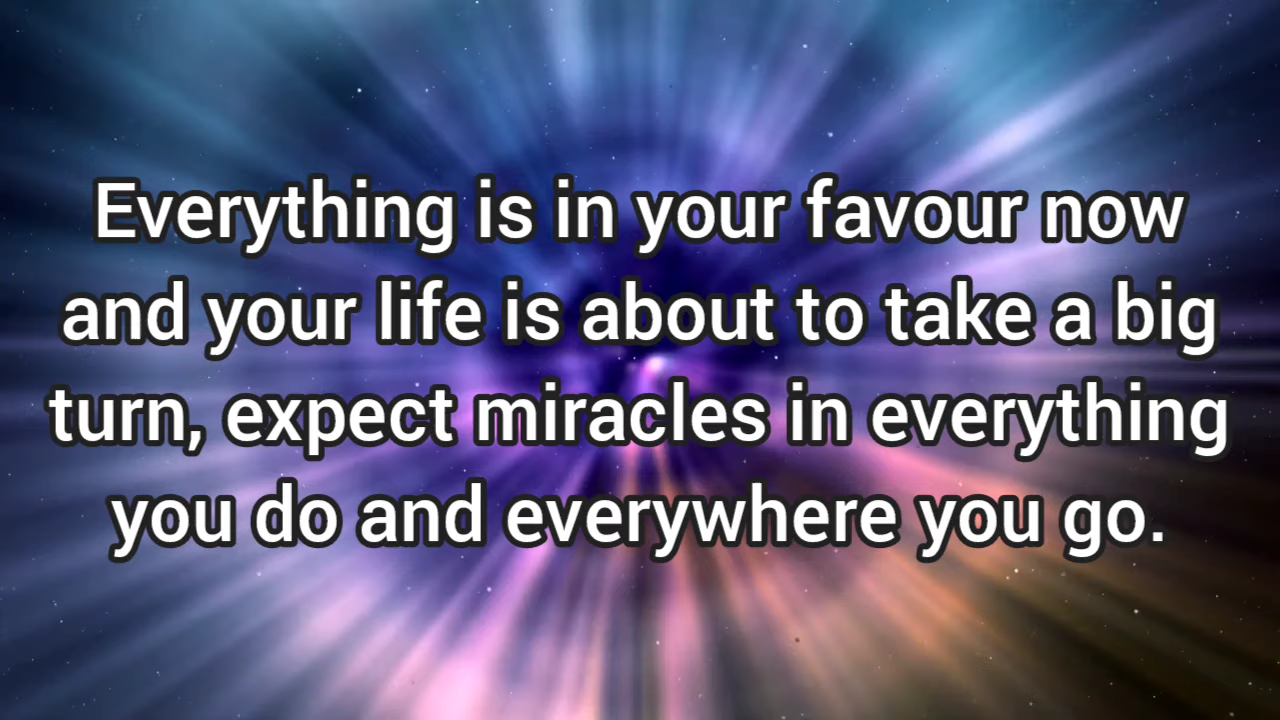 Everything is in your favour now
and your life is about to take a big
turn, expect miracles in everything
you do and everywhere you go.